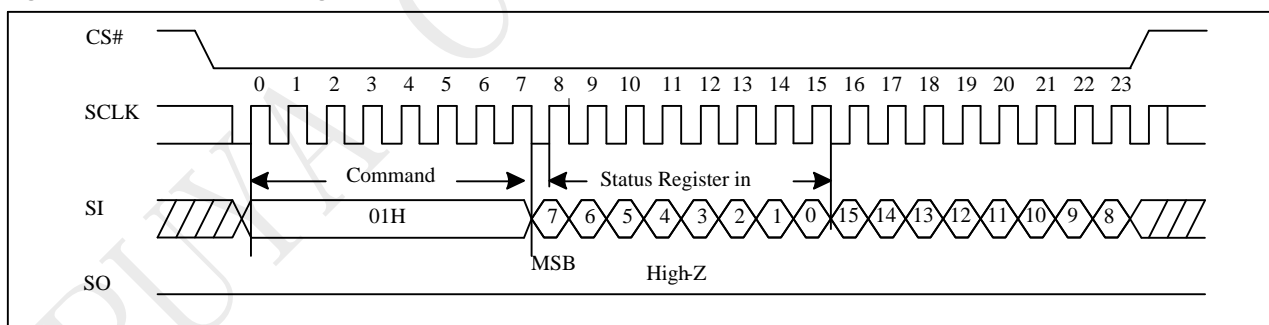 CS#
0 1 2 3 4 5 6 7 8 9 10 11 12 13 14 15 16 17 18 19 20 21 22 23
SCLK
Command Status Register in
SI 01H 7 6 5 4 3 2 1 0 15 14 13 12 11 10 9 8
MSB High-Z
SO
PUYA